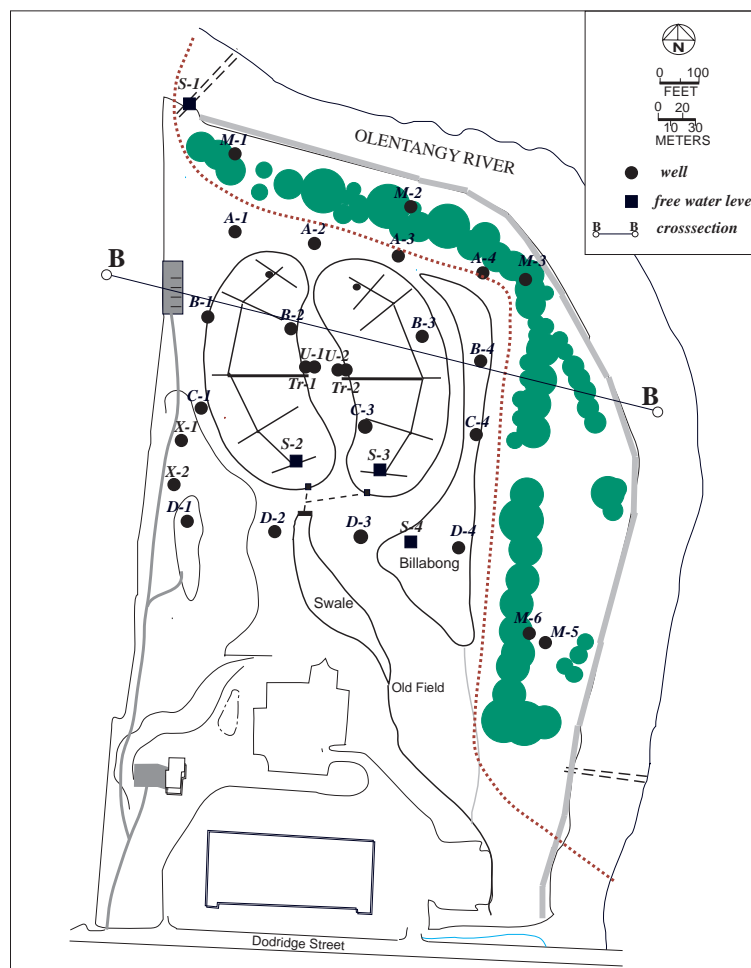 S-1
N
0 100
FEET
0 20
10 30
METERS
OLENTANGY RIVER
M-1
well
M-2
free water leve
A-1
A-2
A-3
B B
crosssection
A-4
M-3
B
B-1
B-2
B-3
U-1
U-2
B-4
Tr-1
Tr-2
C-1
C-3
B
X-1
C-4
S-2
S-3
X-2
D-1
D-2
D-3
S-4
D-4
Billabong
Swale
M-6
M-5
Old Field
Dodridge Street